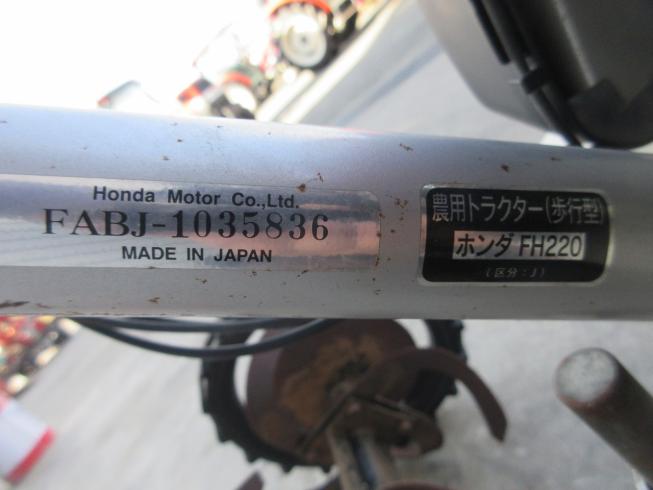 Honda Motor Co.,Ltd.
FABJ-1035836
MADE IN JAPAN
農用トラクター(歩行型)
ホンダ FH220
(区分:J)